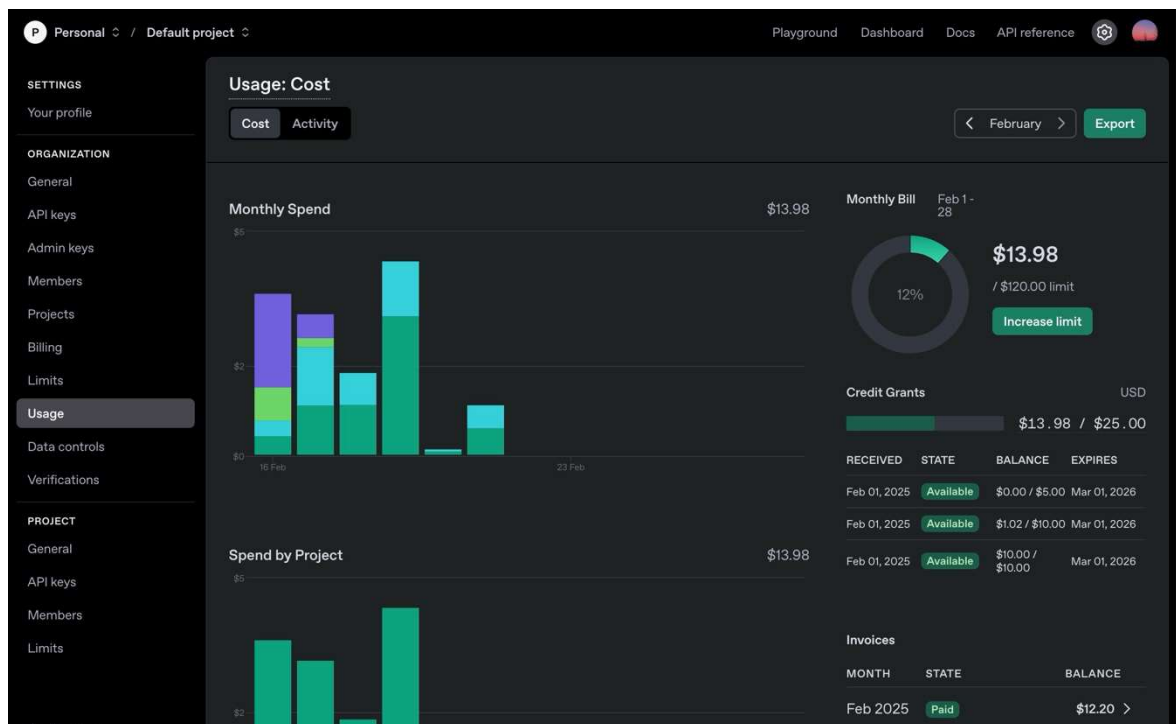 P Personal / Default project
Playground Dashboard Docs API reference
SETTINGS
Your profile
ORGANIZATION
General
API keys
Admin keys
Members
Projects
Billing
Limits
Usage
Data controls
Verifications
PROJECT
General
API keys
Members
Limits
Usage: Cost
Cost Activity
February
Export
Monthly Spend $13.98
$5
$2
$0
16 Feb 23 Feb
Spend by Project $13.98
$5
$2
Monthly Bill Feb 1 -
28
12%
$13.98
/ $120.00 limit
Increase limit
Credit Grants USD
$13.98 / $25.00
RECEIVED STATE BALANCE EXPIRES
Feb 01, 2025 Available $0.00 / $5.00 Mar 01, 2026
Feb 01, 2025 Available $1.02 / $10.00 Mar 01, 2026
Feb 01, 2025 Available $10.00 /
$10.00 Mar 01, 2026
Invoices
MONTH STATE BALANCE
Feb 2025 Paid $12.20